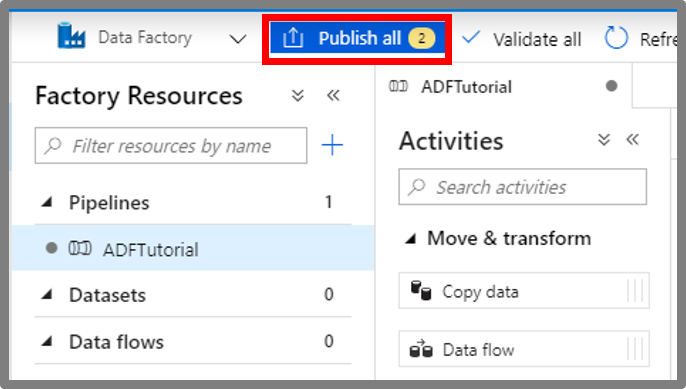 Data Factory
Publish all 2
Validate all
Refre
Factory Resources
Filter resources by name
Pipelines 1
ADFTutorial
Datasets 0
Data flows 0
ADFTutorial
Activities
Search activities
Move & transform
Copy data
Data flow